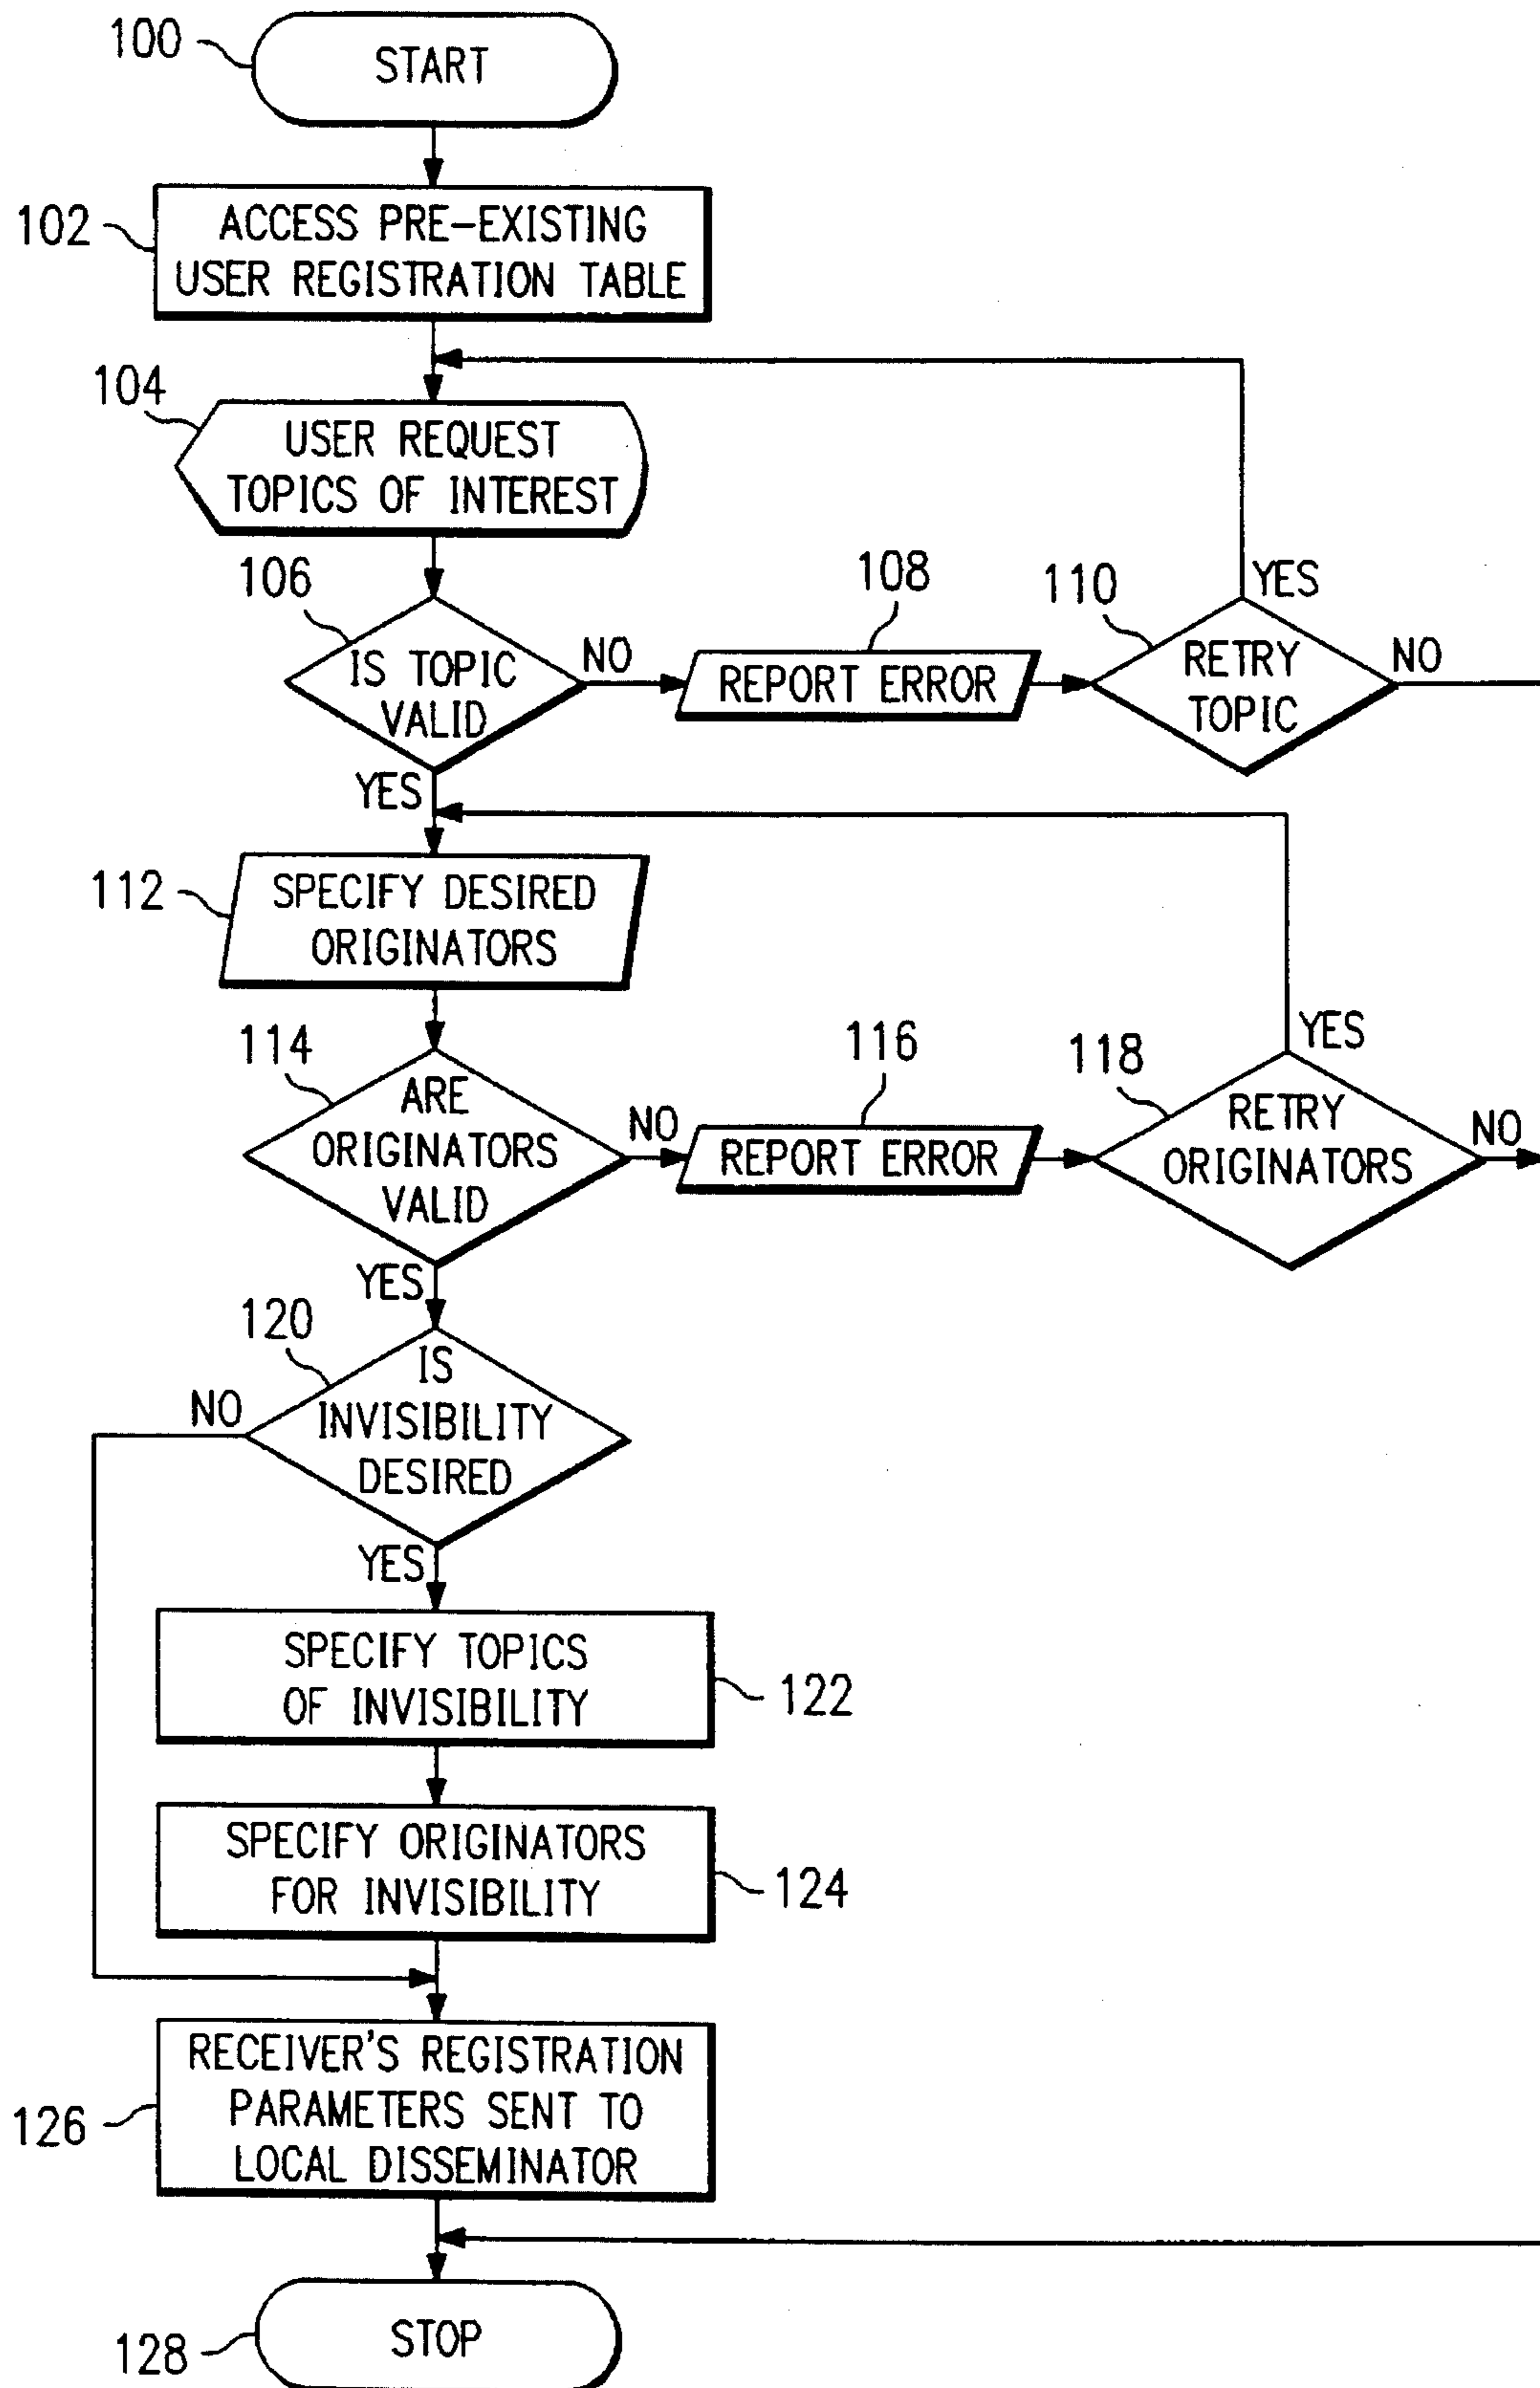 100
START
102
ACCESS PRE-EXISTING
USER REGISTRATION TABLE
104
USER REQUEST
TOPICS OF INTEREST
106
IS TOPIC
VALID
NO
108
REPORT ERROR
110
RETRY
TOPIC
YES
NO
YES
112
SPECIFY DESIRED
ORIGINATORS
114
ARE
ORIGINATORS
VALID
NO
116
REPORT ERROR
118
RETRY
ORIGINATORS
YES
NO
YES
120
IS
INVISIBILITY
DESIRED
NO
YES
SPECIFY TOPICS
OF INVISIBILITY
122
SPECIFY ORIGINATORS
FOR INVISIBILITY
124
RECEIVER'S REGISTRATION
PARAMETERS SENT TO
LOCAL DISSEMINATOR
126
STOP
128